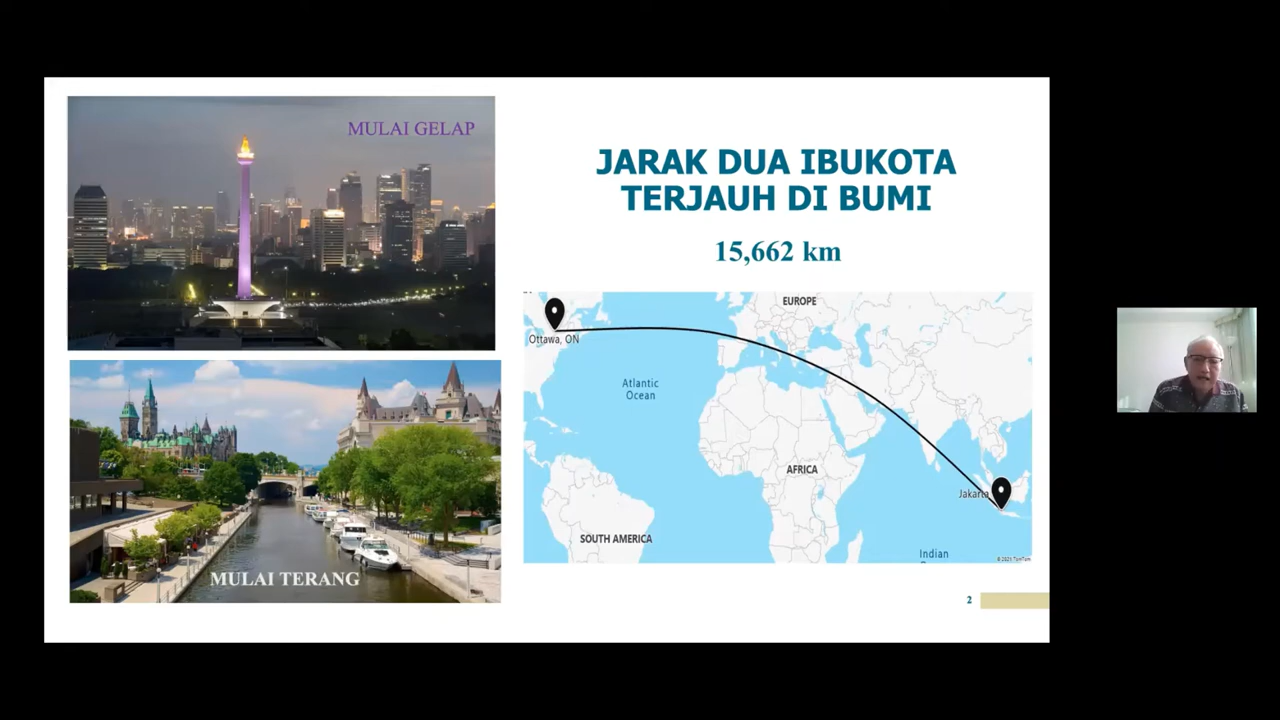 MULAI GELAP
MULAI TERANG
JARAK DUA IBUKOTA
TERJAUH DI BUMI
15,662 km
EUROPE
Ottawa, ON
Atlantic
Ocean
AFRICA
Jakarta
SOUTH AMERICA
Indian
2